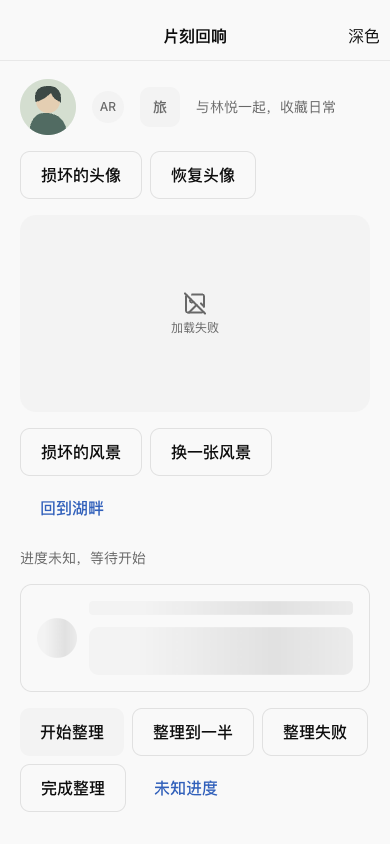 片刻回响
深色
AR
旅
与林悦一起，收藏日常
损坏的头像
恢复头像
加载失败
损坏的风景
换一张风景
回到湖畔
进度未知，等待开始
开始整理
整理到一半
整理失败
完成整理
未知进度